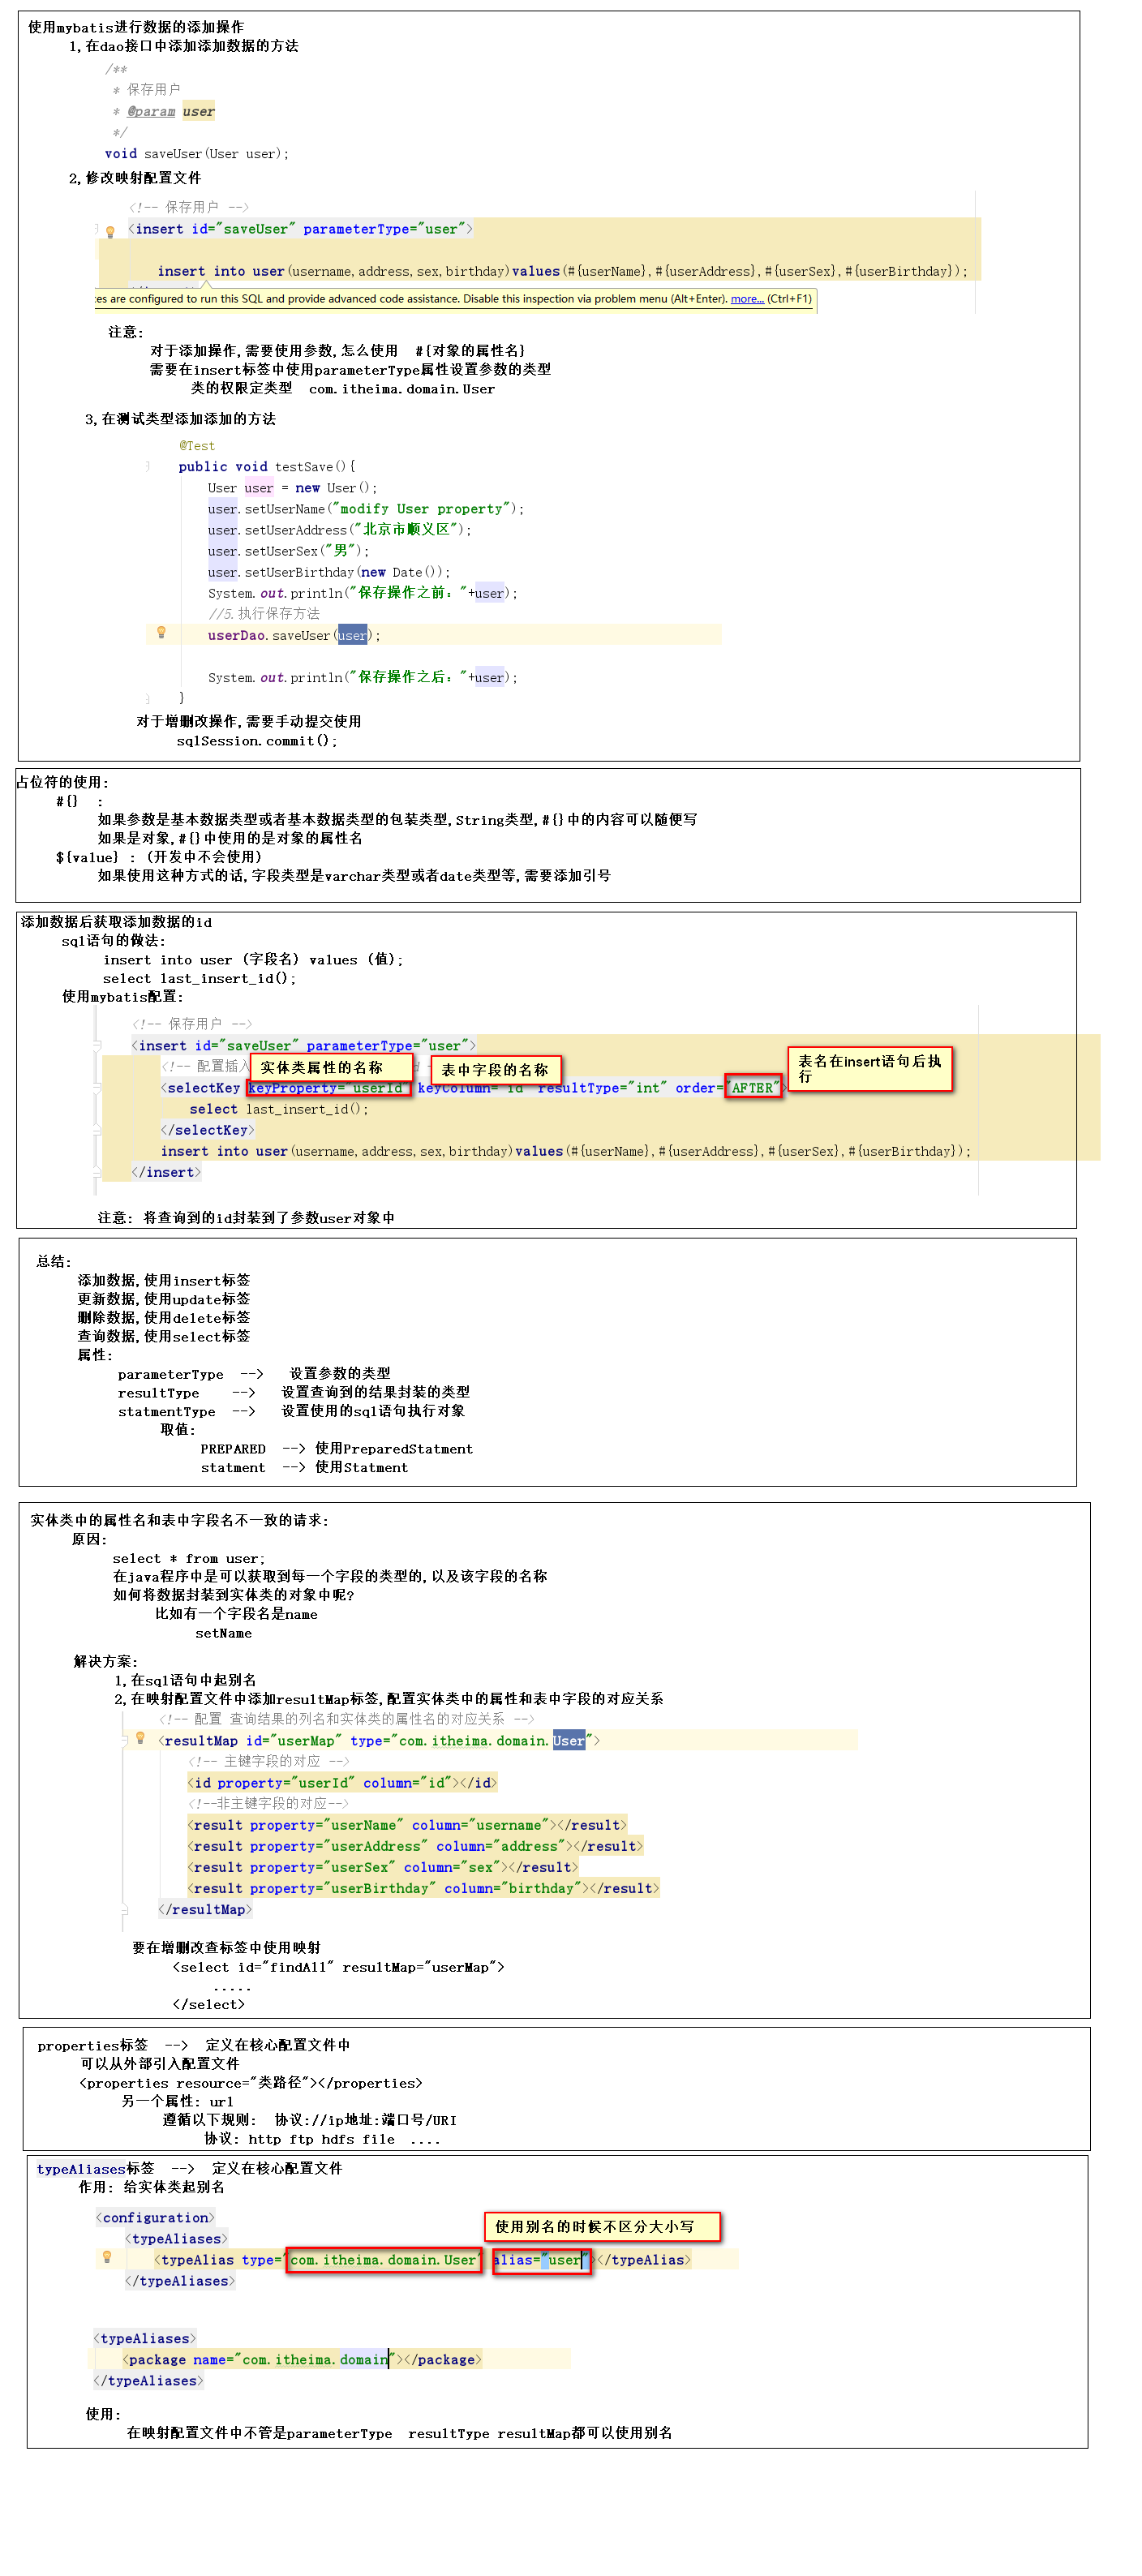 使用mybatis进行数据的添加操作
1,在dao接口中添加添加数据的方法
/**
* 保存用户
* @param user
*/
void saveUser(User user);
2,修改映射配置文件
<!-- 保存用户 -->
<insert id="saveUser" parameterType="user">
insert into user(username,address,sex,birthday)values(#{userName},#{userAddress},#{userSex},#{userBirthday});
es are configured to run this SQL and provide advanced code assistance. Disable this inspection via problem menu (Alt+Enter). more... (Ctrl+F1)
注意:
对于添加操作,需要使用参数,怎么使用 #{对象的属性名}
需要在insert标签中使用parameterType属性设置参数的类型
类的权限定类型 com.itheima.domain.User
3,在测试类型添加添加的方法
@Test
public void testSave(){
User user = new User();
user.setUserName("modify User property");
user.setUserAddress("北京市顺义区");
user.setUserSex("男");
user.setUserBirthday(new Date());
System.out.println("保存操作之前："+user);
//5.执行保存方法
userDao.saveUser(user);
System.out.println("保存操作之后："+user);
}
对于增删改操作,需要手动提交使用
sqlSession.commit();
占位符的使用:
#{} :
如果参数是基本数据类型或者基本数据类型的包装类型,String类型,#{}中的内容可以随便写
如果是对象,#{}中使用的是对象的属性名
${value} : (开发中不会使用)
如果使用这种方式的话,字段类型是varchar类型或者date类型等,需要添加引号
添加数据后获取添加数据的id
sql语句的做法:
insert into user (字段名) values (值);
select last_insert_id();
使用mybatis配置:
<!-- 保存用户 -->
<insert id="saveUser" parameterType="user">
<!-- 配置插入
实体类属性的名称
表中字段的名称
表名在insert语句后执
行
<selectKey keyProperty="userId" keyColumn="id" resultType="int" order="AFTER">
select last_insert_id();
</selectKey>
insert into user(username,address,sex,birthday)values(#{userName},#{userAddress},#{userSex},#{userBirthday});
</insert>
注意: 将查询到的id封装到了参数user对象中
总结:
添加数据,使用insert标签
更新数据,使用update标签
删除数据,使用delete标签
查询数据,使用select标签
属性:
parameterType --> 设置参数的类型
resultType --> 设置查询到的结果封装的类型
statmentType --> 设置使用的sql语句执行对象
取值:
PREPARED --> 使用PreparedStatment
statment --> 使用Statment
实体类中的属性名和表中字段名不一致的请求:
原因:
select * from user;
在java程序中是可以获取到每一个字段的类型的,以及该字段的名称
如何将数据封装到实体类的对象中呢?
比如有一个字段名是name
setName
解决方案:
1,在sql语句中起别名
2,在映射配置文件中添加resultMap标签,配置实体类中的属性和表中字段的对应关系
<!-- 配置 查询结果的列名和实体类的属性名的对应关系 -->
<resultMap id="userMap" type="com.itheima.domain.User">
<!-- 主键字段的对应 -->
<id property="userId" column="id"></id>
<!--非主键字段的对应-->
<result property="userName" column="username"></result>
<result property="userAddress" column="address"></result>
<result property="userSex" column="sex"></result>
<result property="userBirthday" column="birthday"></result>
</resultMap>
要在增删改查标签中使用映射
<select id="findAll" resultMap="userMap">
.....
</select>
properties标签 --> 定义在核心配置文件中
可以从外部引入配置文件
<properties resource="类路径"></properties>
另一个属性: url
遵循以下规则: 协议://ip地址:端口号/URI
协议: http ftp hdfs file ....
typeAliases标签 --> 定义在核心配置文件
作用: 给实体类起别名
<configuration>
使用别名的时候不区分大小写
<typeAliases>
<typeAlias type="com.itheima.domain.User" alias="user"></typeAlias>
</typeAliases>
<typeAliases>
<package name="com.itheima.domain"></package>
</typeAliases>
使用:
在映射配置文件中不管是parameterType resultType resultMap都可以使用别名